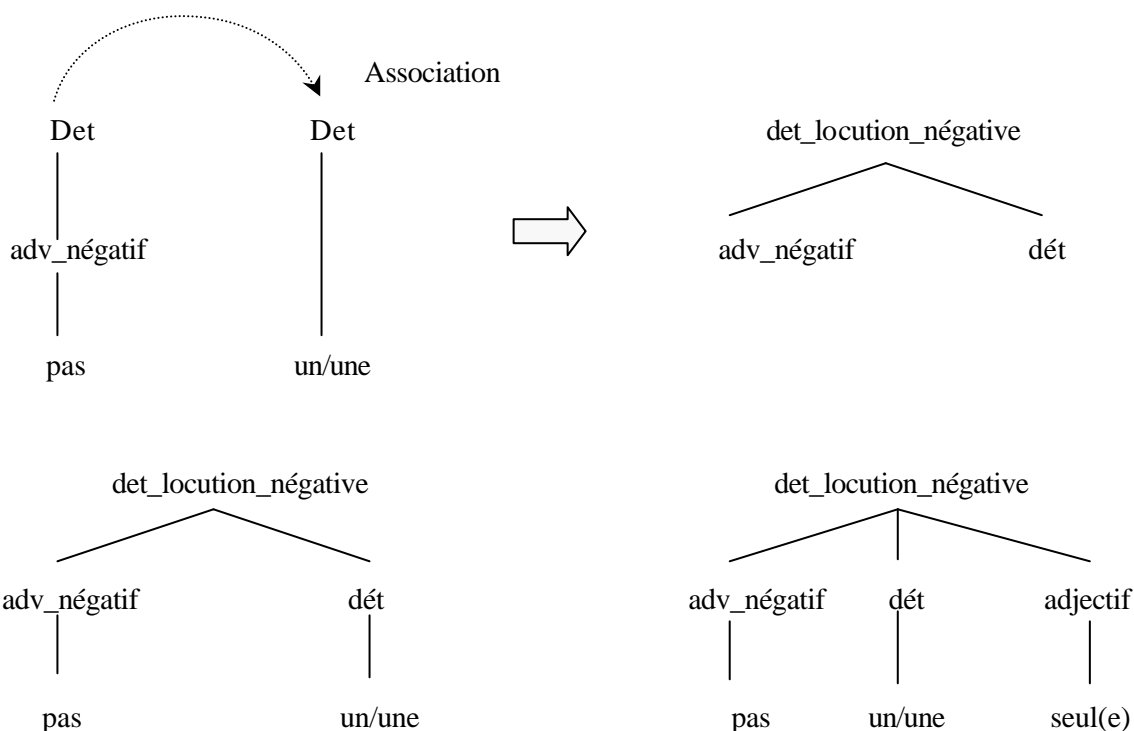 Association
Det Det det_locution_négative
adv_négatif adv_négatif dét
pas un/une
det_locution_négative det_locution_négative
adv_négatif dét adv_négatif dét adjectif
pas un/une pas un/une seul(e)